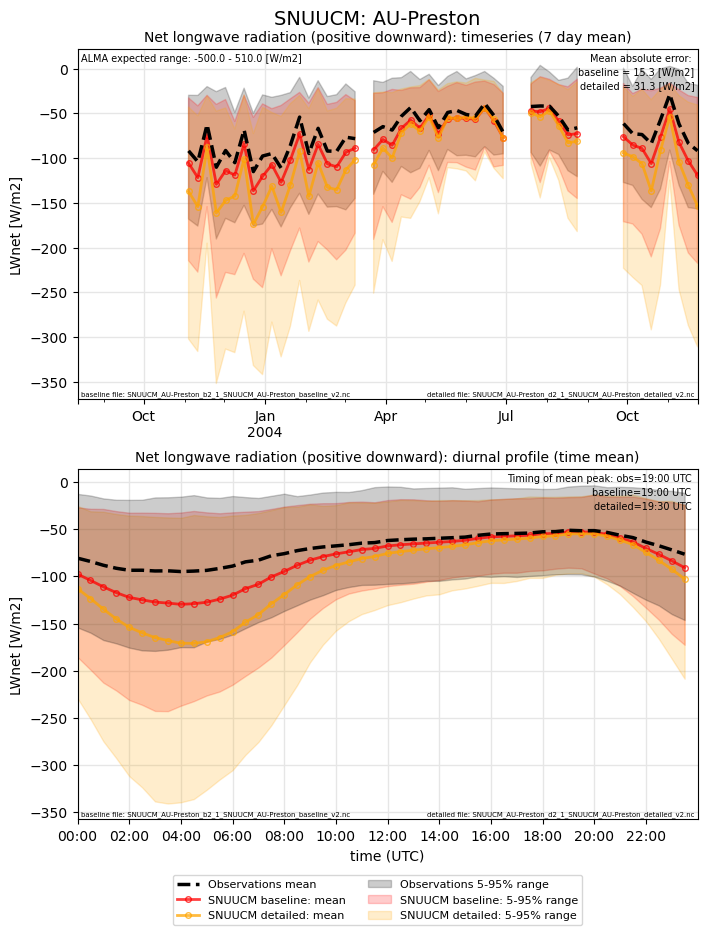 SNUUCM: AU-Preston
Net longwave radiation (positive downward): timeseries (7 day mean)
ALMA expected range: -500.0 - 510.0 [W/m2]
Mean absolute error:
baseline = 15.3 [W/m2]
detailed = 31.3 [W/m2]
0
−50
−100
−150
−200
−250
−300
−350
LWnet [W/m2]
baseline file: SNUUCM_AU-Preston_b2_1_SNUUCM_AU-Preston_baseline_v2.nc
detailed file: SNUUCM_AU-Preston_d2_1_SNUUCM_AU-Preston_detailed_v2.nc
Oct Jan Apr Jul Oct
2004
Net longwave radiation (positive downward): diurnal profile (time mean)
Timing of mean peak: obs=19:00 UTC
baseline=19:00 UTC
detailed=19:30 UTC
0
−50
−100
−150
−200
−250
−300
−350
LWnet [W/m2]
baseline file: SNUUCM_AU-Preston_b2_1_SNUUCM_AU-Preston_baseline_v2.nc
detailed file: SNUUCM_AU-Preston_d2_1_SNUUCM_AU-Preston_detailed_v2.nc
00:00 02:00 04:00 06:00 08:00 10:00 12:00 14:00 16:00 18:00 20:00 22:00
time (UTC)
Observations mean
SNUUCM baseline: mean
SNUUCM detailed: mean
Observations 5-95% range
SNUUCM baseline: 5-95% range
SNUUCM detailed: 5-95% range